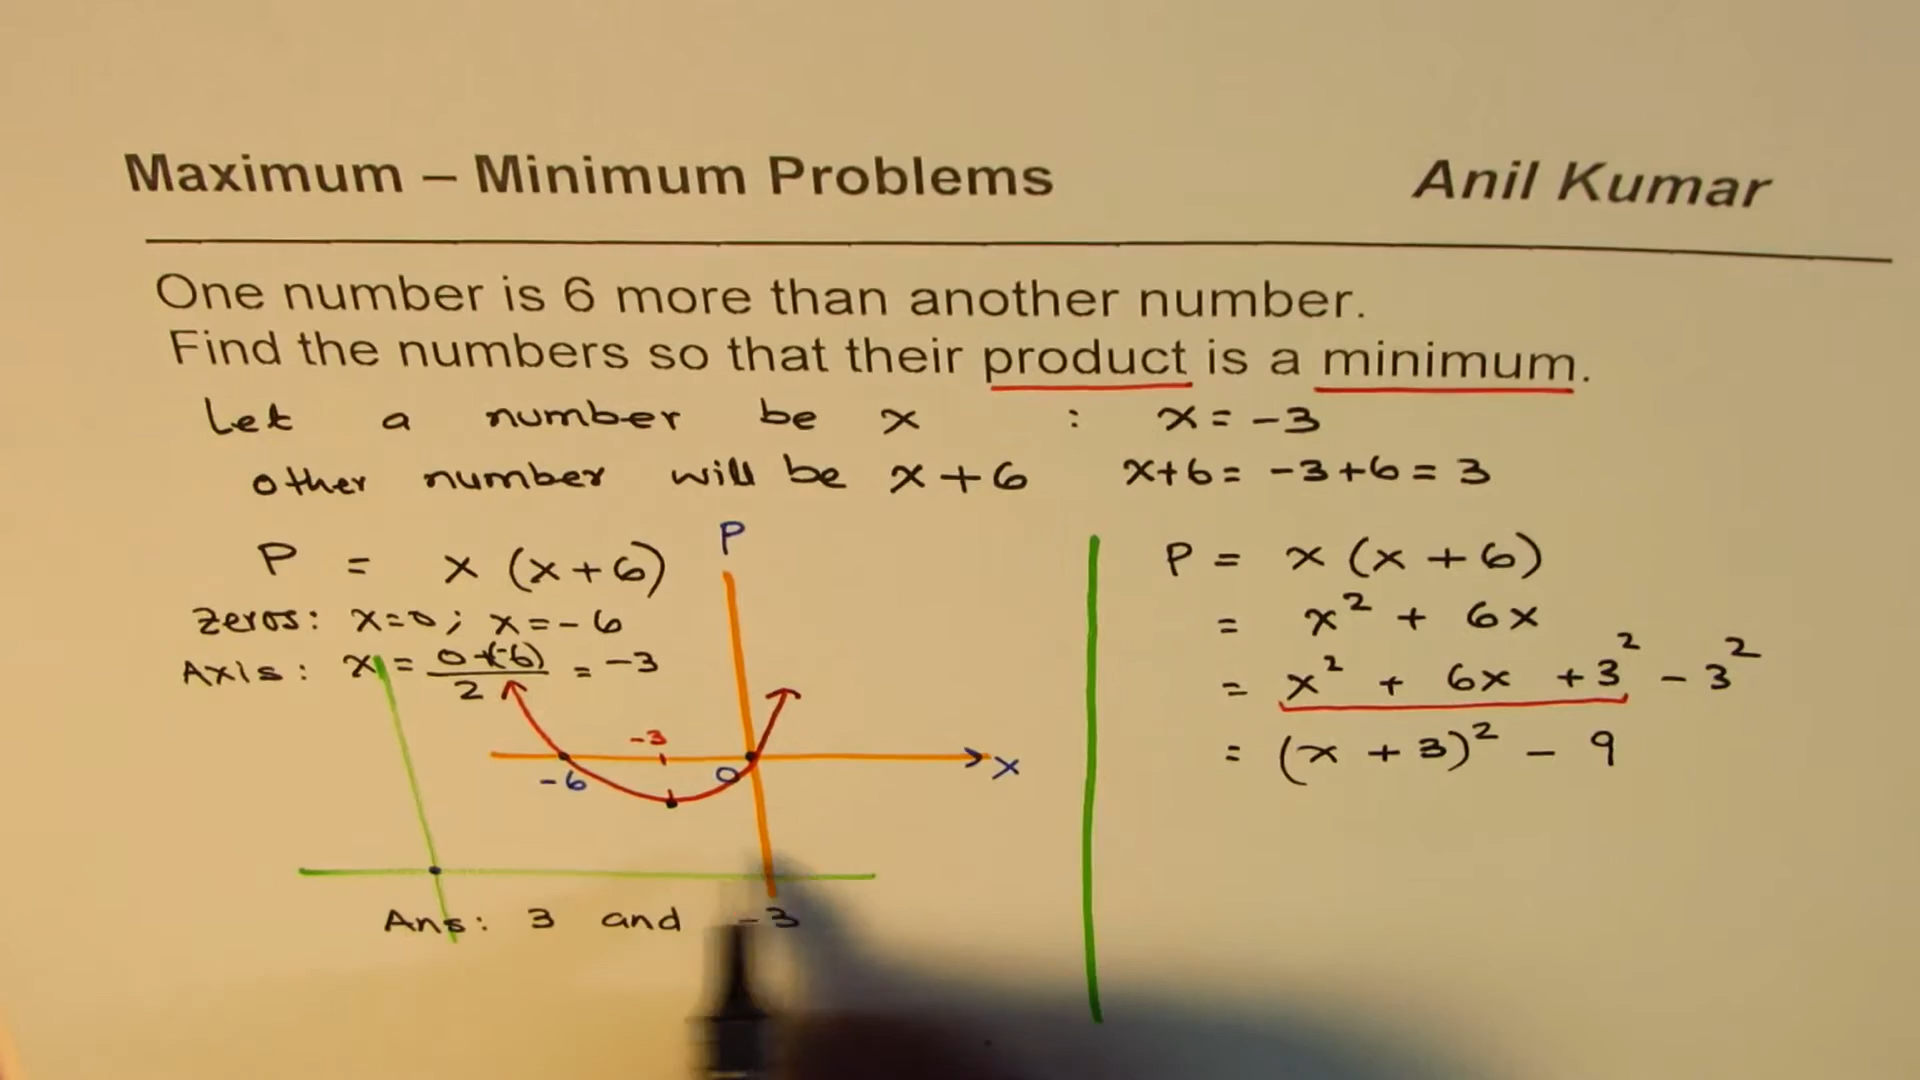 Maximum – Minimum Problems
Anil Kumar
One number is 6 more than another number.
Find the numbers so that their product is a minimum.
Let a number be x : x = -3
other number will be x + 6 x+6 = -3+6 = 3
P = x (x + 6)
Zeros: x=0; x=-6
Axis: x = 0+(-6)/2 = -3
P
-3
-6
0
x
Ans: 3 and -3
P = x (x + 6)
= x² + 6x
= x² + 6x + 3² - 3²
= (x + 3)² - 9